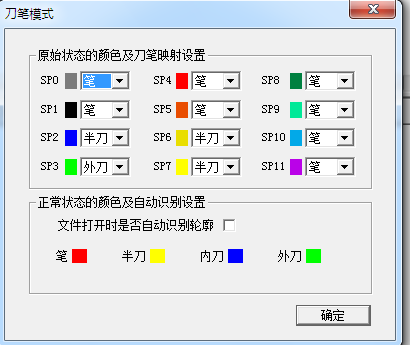 刀笔模式
原始状态的颜色及刀笔映射设置
SP0 笔 SP4 笔 SP8 笔
SP1 笔 SP5 笔 SP9 笔
SP2 半刀 SP6 半刀 SP10 笔
SP3 外刀 SP7 半刀 SP11 笔
正常状态的颜色及自动识别设置
文件打开时是否自动识别轮廓
笔 半刀 内刀 外刀
确定